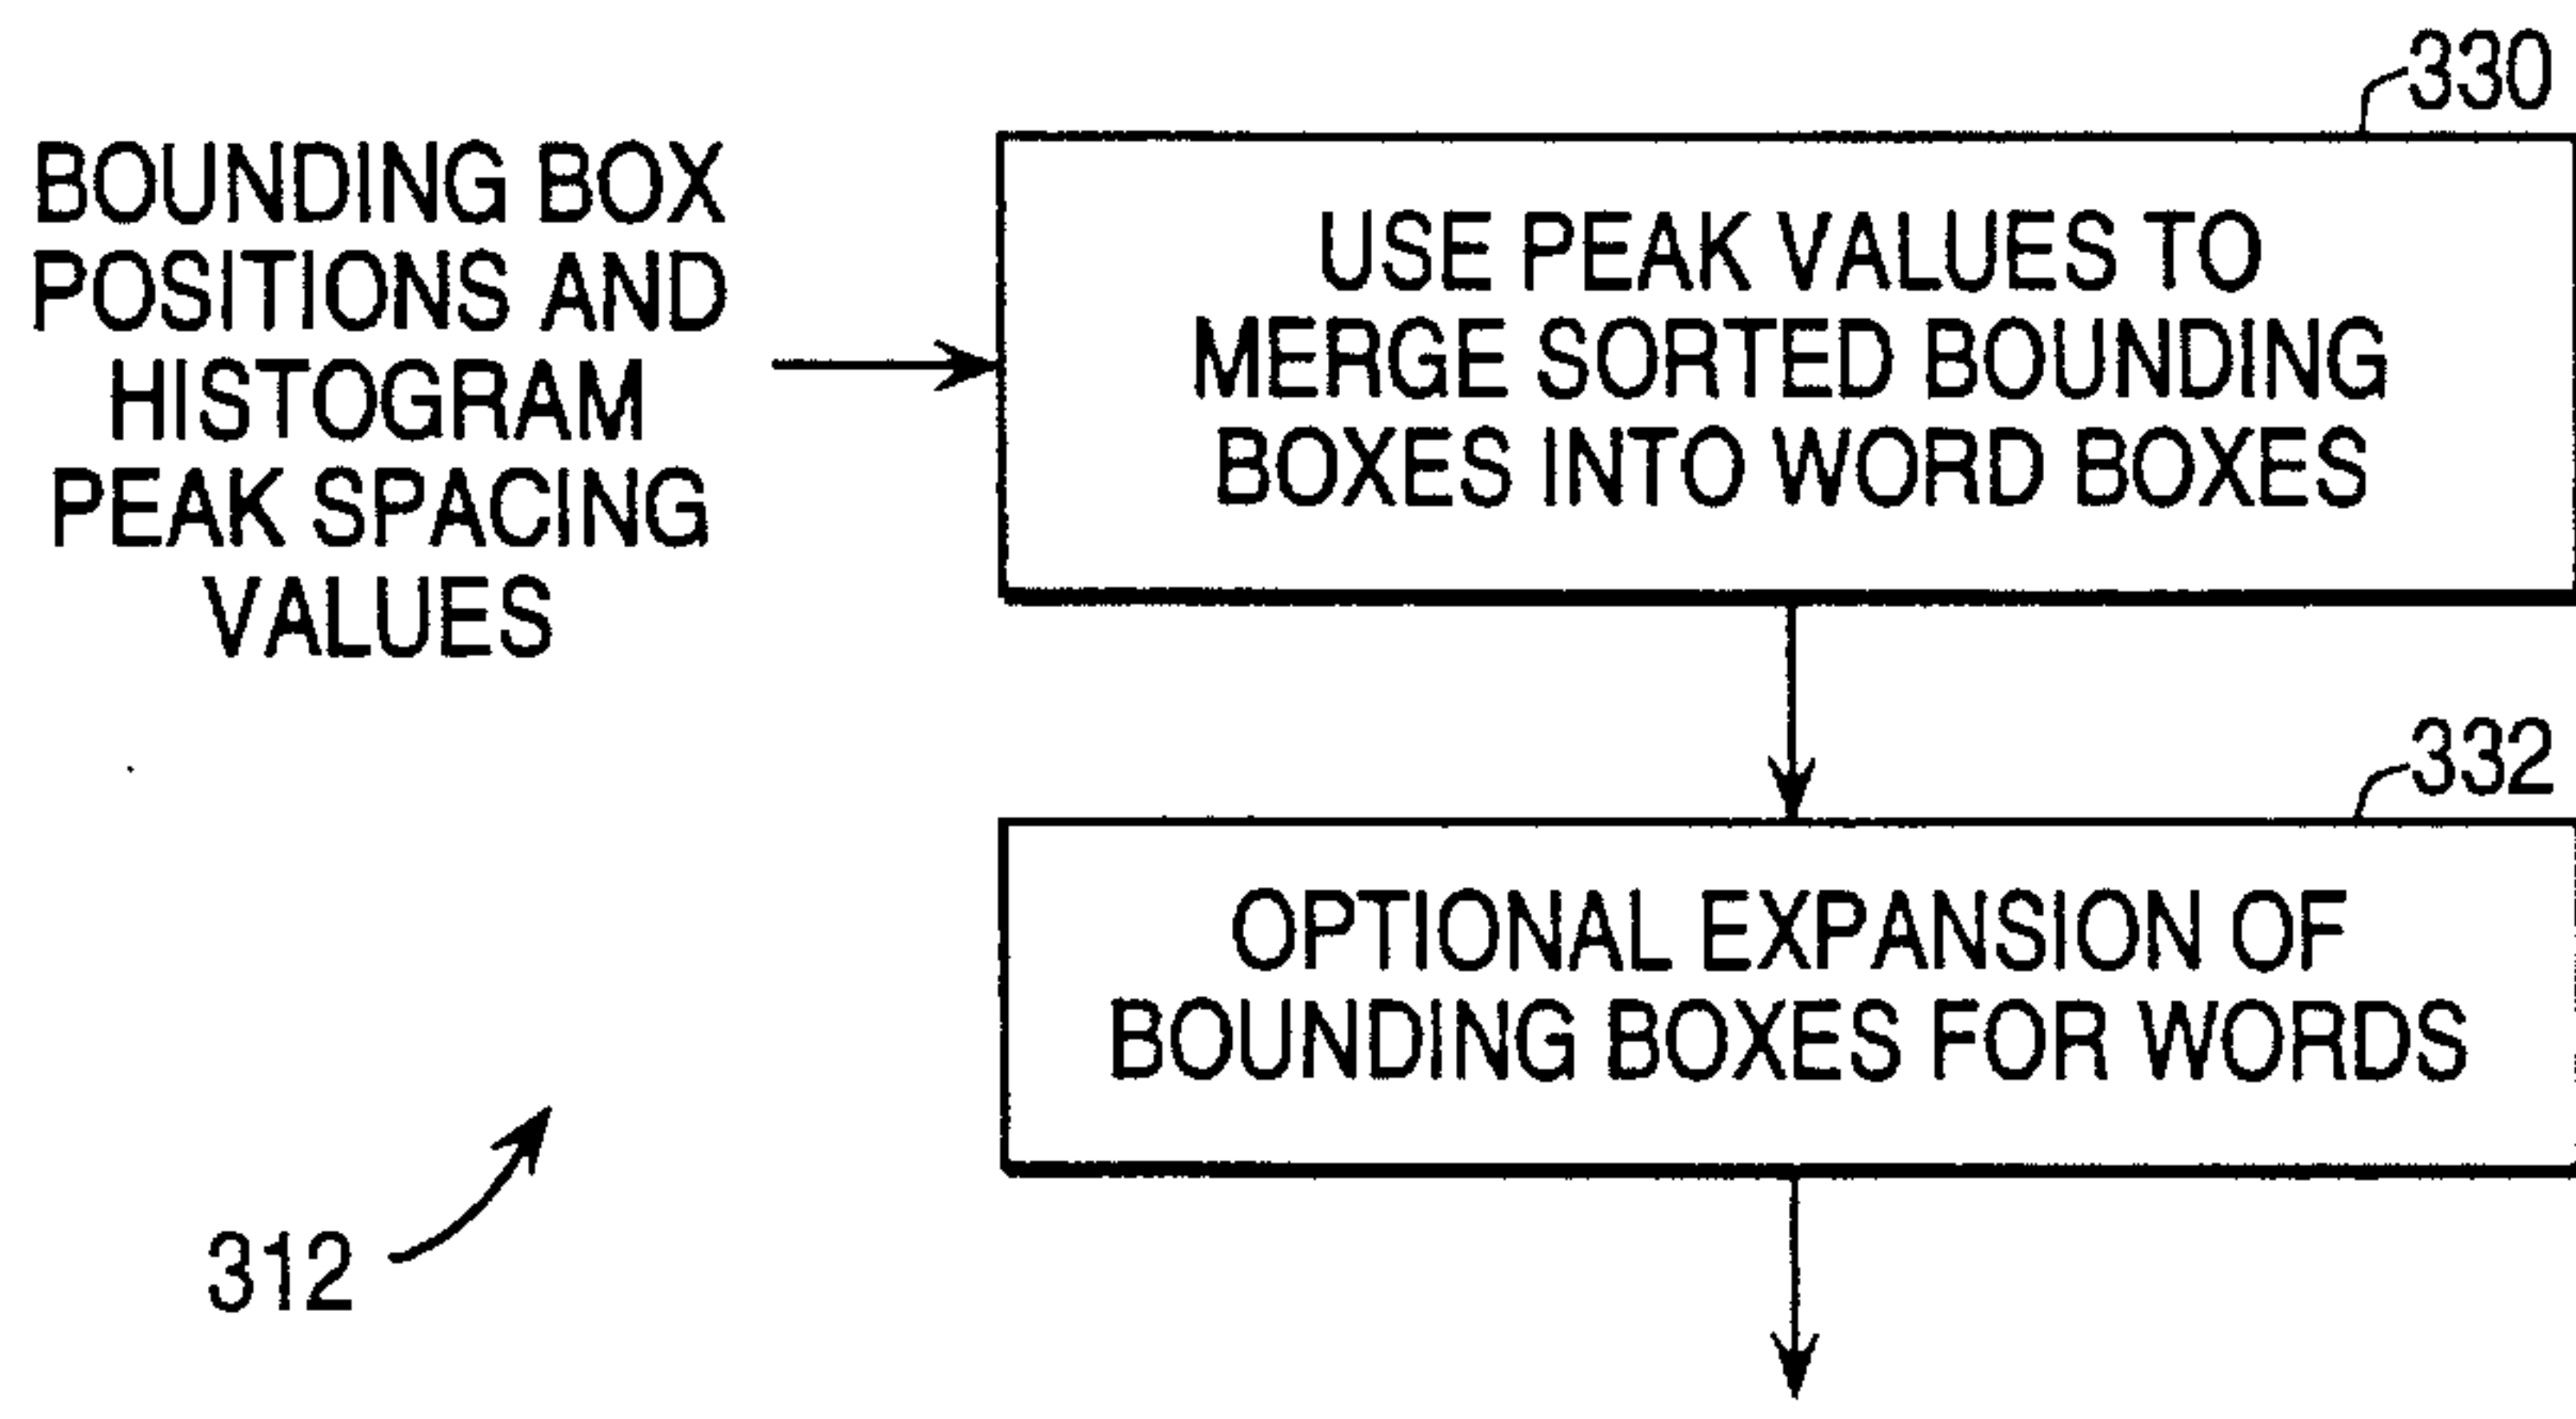 330
BOUNDING BOX
POSITIONS AND
HISTOGRAM
PEAK SPACING
VALUES
USE PEAK VALUES TO
MERGE SORTED BOUNDING
BOXES INTO WORD BOXES
332
OPTIONAL EXPANSION OF
BOUNDING BOXES FOR WORDS
312